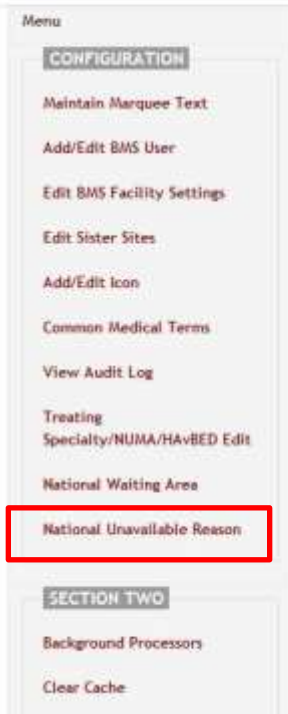 Menu
CONFIGURATION
Maintain Marquee Text
Add/Edit BMS User
Edit BMS Facility Settings
Edit Sister Sites
Add/Edit Icon
Common Medical Terms
View Audit Log
Treating
Specialty/NUMA/HAvBED Edit
National Waiting Area
National Unavailable Reason
SECTION TWO
Background Processors
Clear Cache